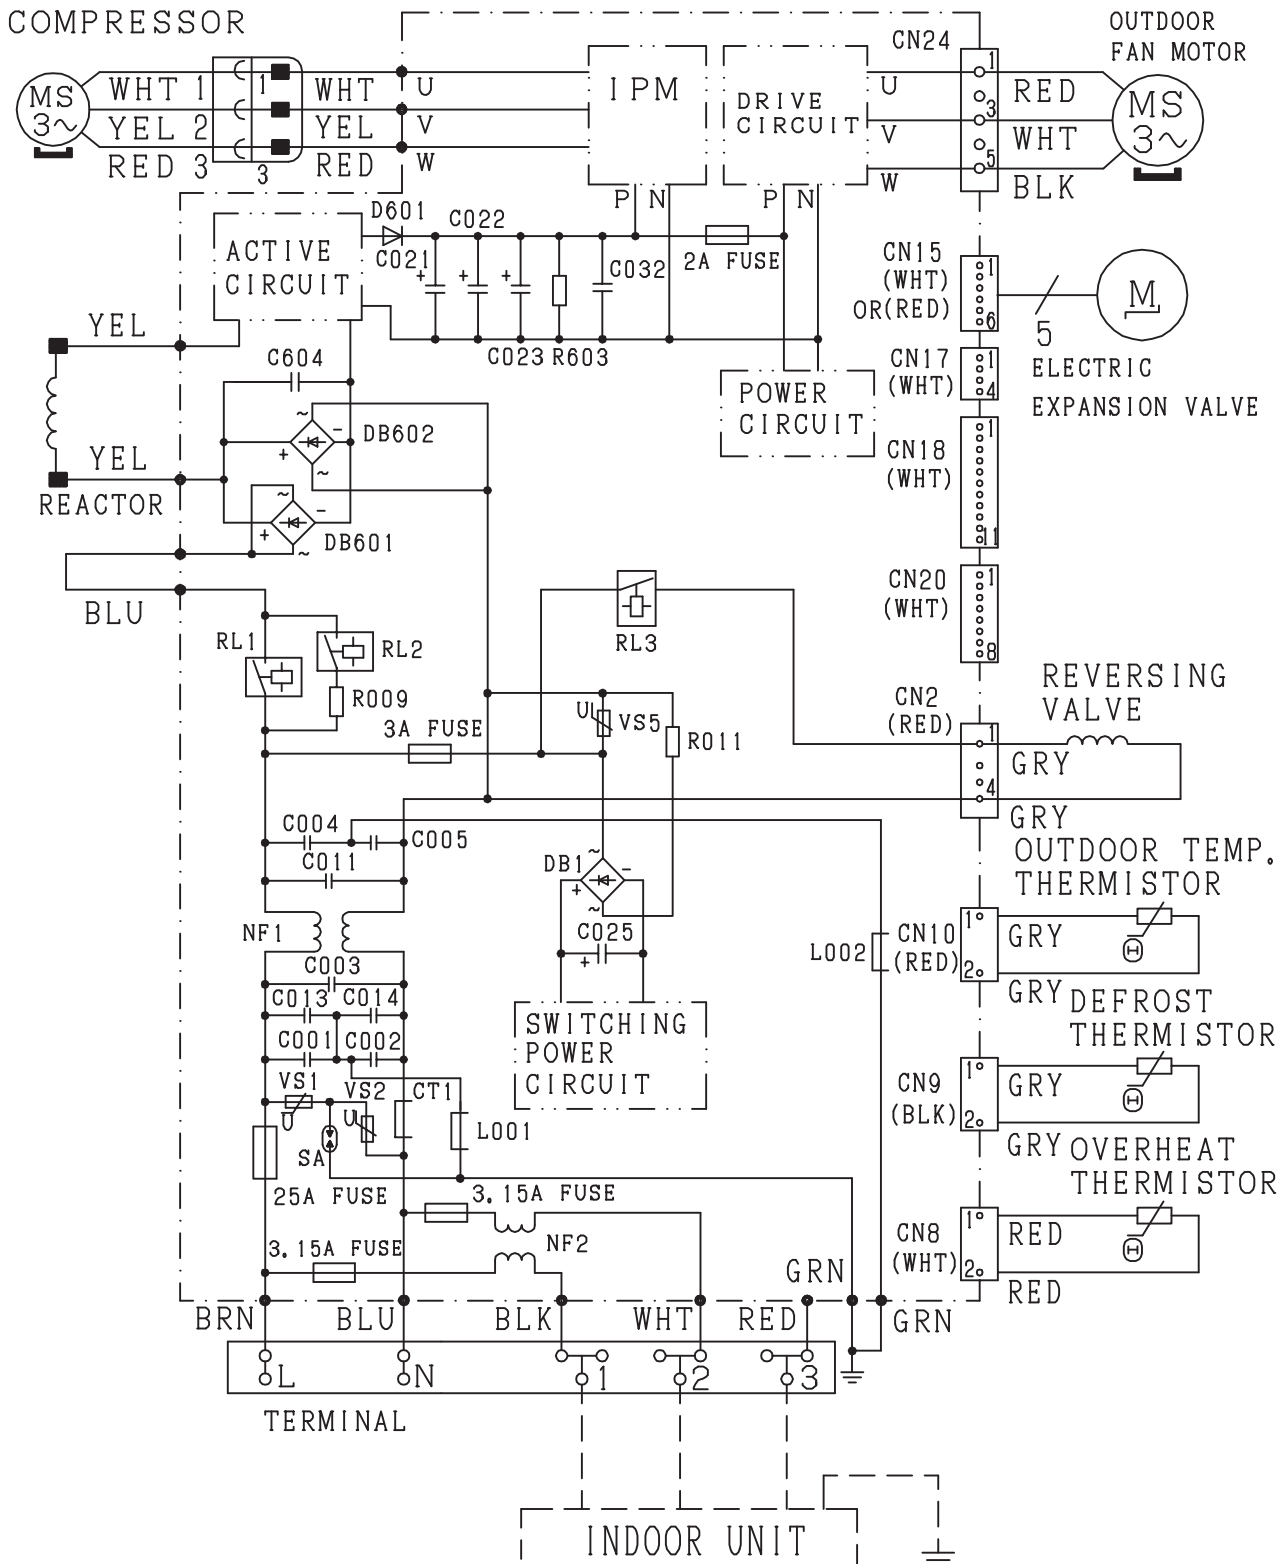 COMPRESSOR
OUTDOOR
FAN MOTOR
CN24
MS
3~
WHT 1
YEL 2
RED 3
1
3
WHT
YEL
RED
U
V
W
IPM
DRIVE
CIRCUIT
U
V
W
1
3
5
RED
WHT
BLK
MS
3~
P N
P N
ACTIVE
CIRCUIT
D601
C022
C021
+
+
+
C032
2A FUSE
C023 R603
CN15
(WHT)
OR(RED)
1
6
5
M
ELECTRIC
EXPANSION VALVE
CN17
(WHT)
1
4
POWER
CIRCUIT
CN18
(WHT)
1
11
CN20
(WHT)
1
8
YEL
YEL
REACTOR
C604
~
-
+
~
DB602
~
-
+
~
DB601
BLU
RL1
RL2
R009
RL3
3A FUSE
U
VS5
R011
CN2
(RED)
1
4
REVERSING
VALVE
GRY
GRY
C004
C005
C011
NF1
DB1
~
-
+
~
C025
+
L002
SWITCHING
POWER
CIRCUIT
OUTDOOR TEMP.
THERMISTOR
CN10
(RED)
1
2
GRY
GRY
Θ
DEFROST
THERMISTOR
CN9
(BLK)
1
2
GRY
GRY
Θ
OVERHEAT
THERMISTOR
CN8
(WHT)
1
2
RED
RED
Θ
C003
C013 C014
C001 C002
VS1
U
VS2
U
CT1
SA
L001
25A FUSE
3.15A FUSE
3.15A FUSE
NF2
GRN
GRN
BRN
BLU
BLK
WHT
RED
L
N
1
2
3
TERMINAL
INDOOR UNIT